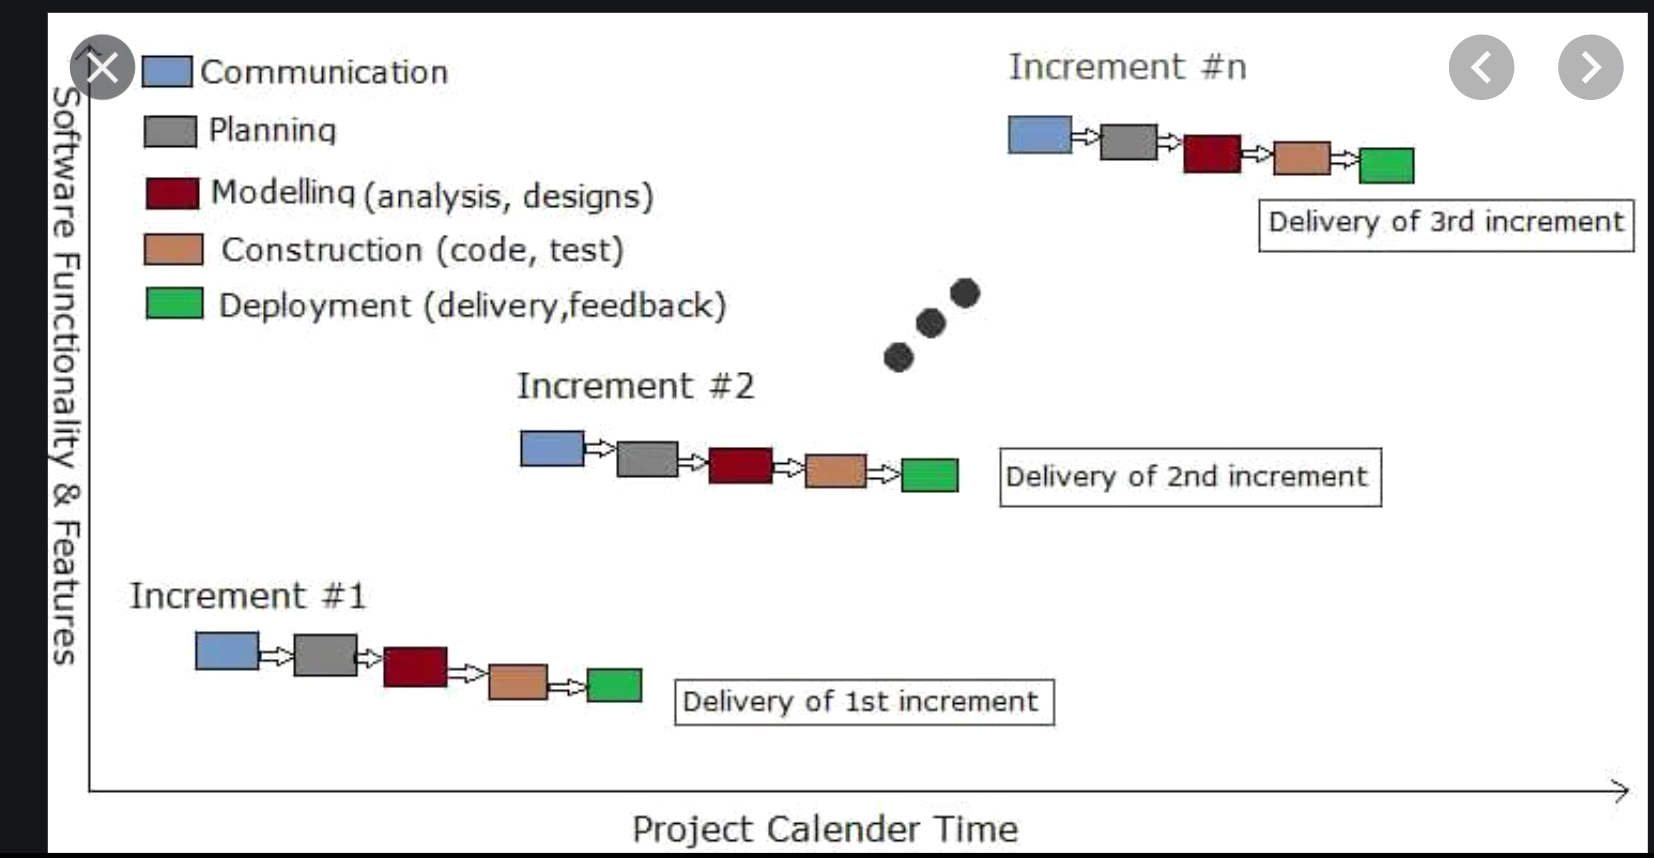 Communication
Planning
Modelling (analysis, designs)
Construction (code, test)
Deployment (delivery,feedback)
Increment #n
Delivery of 3rd increment
Increment #2
Delivery of 2nd increment
Increment #1
Delivery of 1st increment
Software Functionality & Features
Project Calender Time